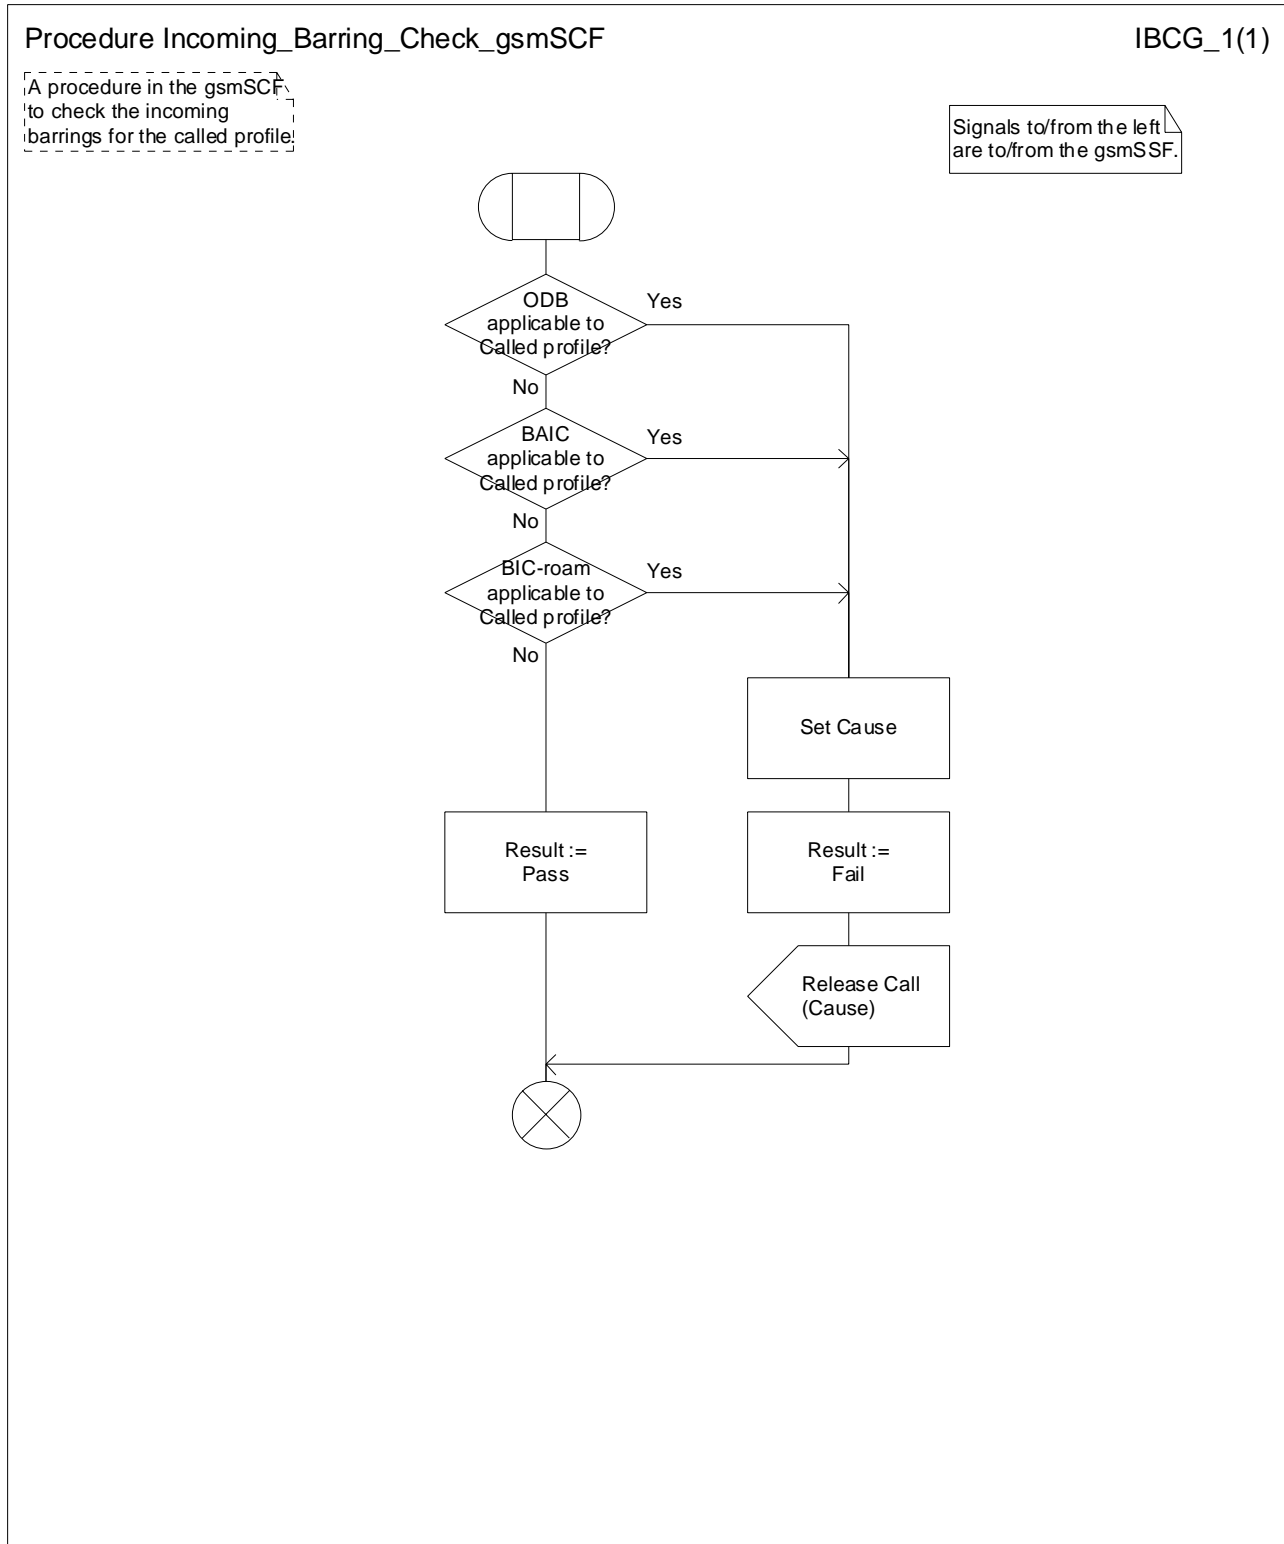 Procedure Incoming_Barring_Check_gsmSCF
IBCG_1(1)
A procedure in the gsmSCF
to check the incoming
barrings for the called profile.
Signals to/from the left
are to/from the gsmSSF.
ODB
applicable to
Called profile?
Yes
No
BAIC
applicable to
Called profile?
Yes
No
BIC-roam
applicable to
Called profile?
Yes
No
Set Cause
Result :=
Pass
Result :=
Fail
Release Call
(Cause)